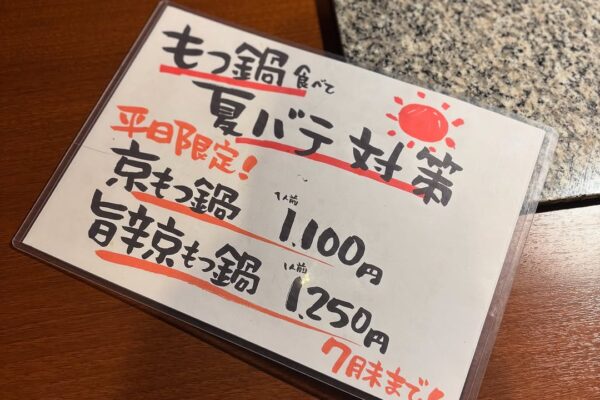 もつ鍋食べて
夏バテ対策
平日限定!
京もつ鍋 1人前 1,100円
旨辛京もつ鍋 1人前 1,250円
7月末まで!